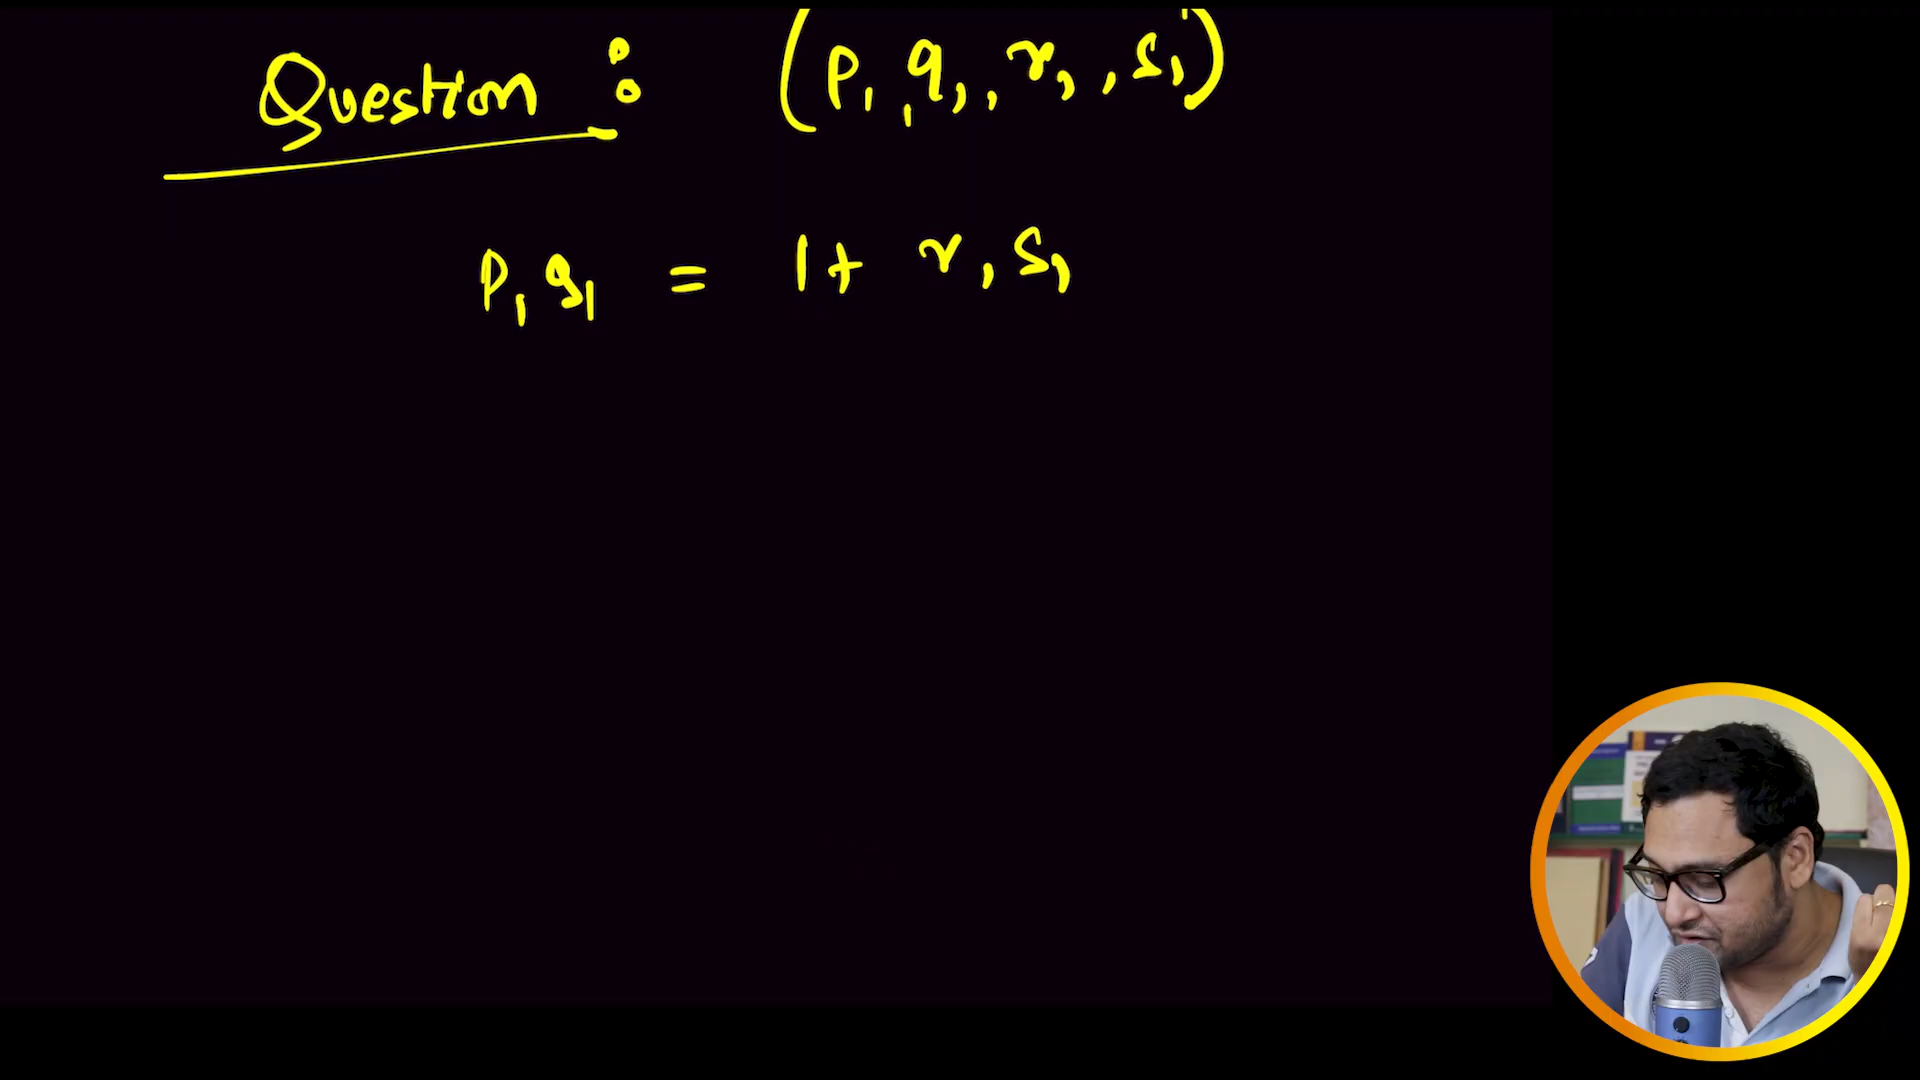 Question : (p₁, q₁, r₁, s₁)
p₁ q₁ = 1 + r₁ s₁